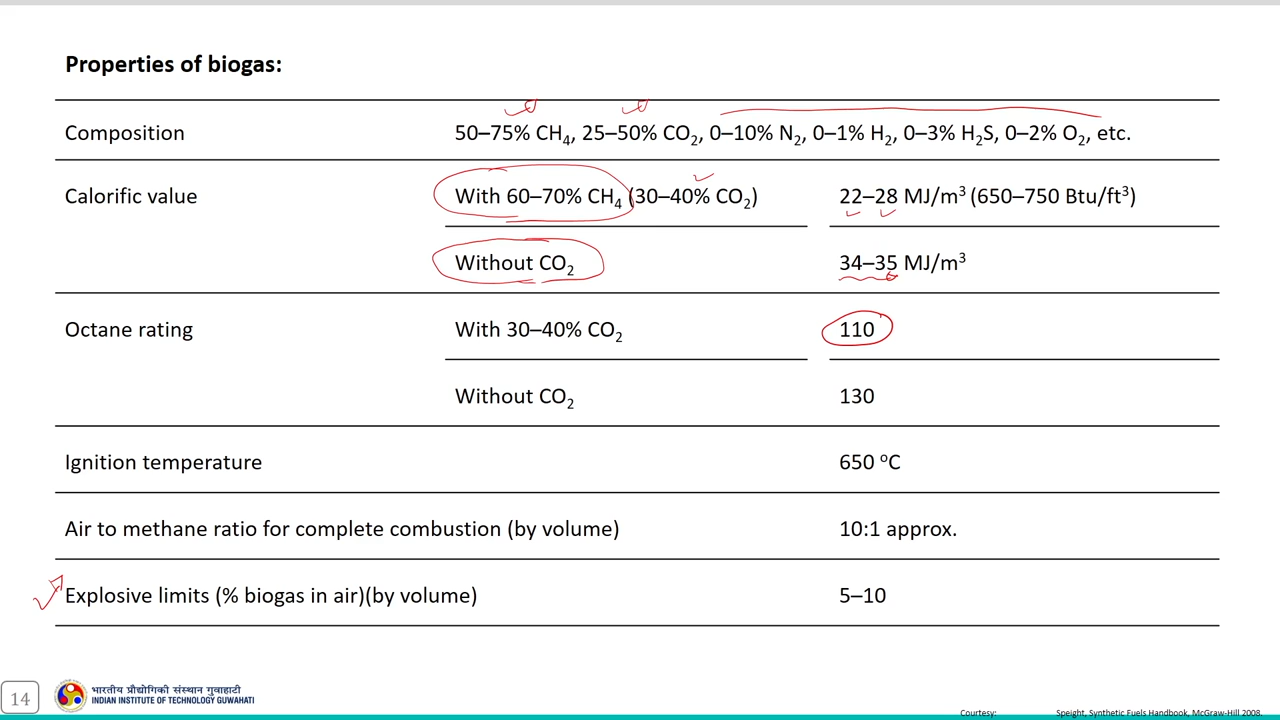 Properties of biogas:
Composition 50–75% CH₄, 25–50% CO₂, 0–10% N₂, 0–1% H₂, 0–3% H₂S, 0–2% O₂, etc.
Calorific value With 60–70% CH₄ (30–40% CO₂) 22–28 MJ/m³ (650–750 Btu/ft³)
Without CO₂ 34–35 MJ/m³
Octane rating With 30–40% CO₂ 110
Without CO₂ 130
Ignition temperature 650 °C
Air to methane ratio for complete combustion (by volume) 10:1 approx.
Explosive limits (% biogas in air)(by volume) 5–10
14
भारतीय प्रौद्योगिकी संस्थान गुवाहाटी
INDIAN INSTITUTE OF TECHNOLOGY GUWAHATI
Courtesy: Speight, Synthetic Fuels Handbook, McGraw-Hill 2008.